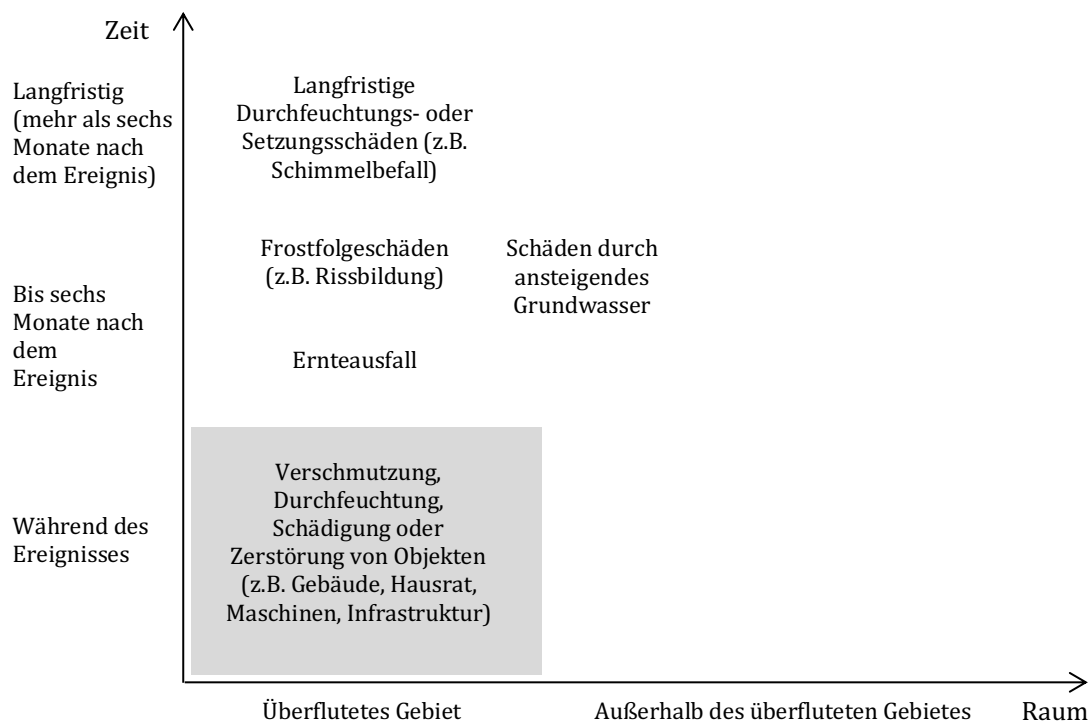 Zeit
Langfristig
(mehr als sechs
Monate nach
dem Ereignis)
Langfristige
Durchfeuchtungs- oder
Setzungsschäden (z.B.
Schimmelbefall)
Bis sechs
Monate nach
dem
Ereignis
Frostfolgeschäden
(z.B. Rissbildung)
Schäden durch
ansteigendes
Grundwasser
Ernteausfall
Während des
Ereignisses
Verschmutzung,
Durchfeuchtung,
Schädigung oder
Zerstörung von Objekten
(z.B. Gebäude, Hausrat,
Maschinen, Infrastruktur)
Überflutetes Gebiet
Außerhalb des überfluteten Gebietes
Raum